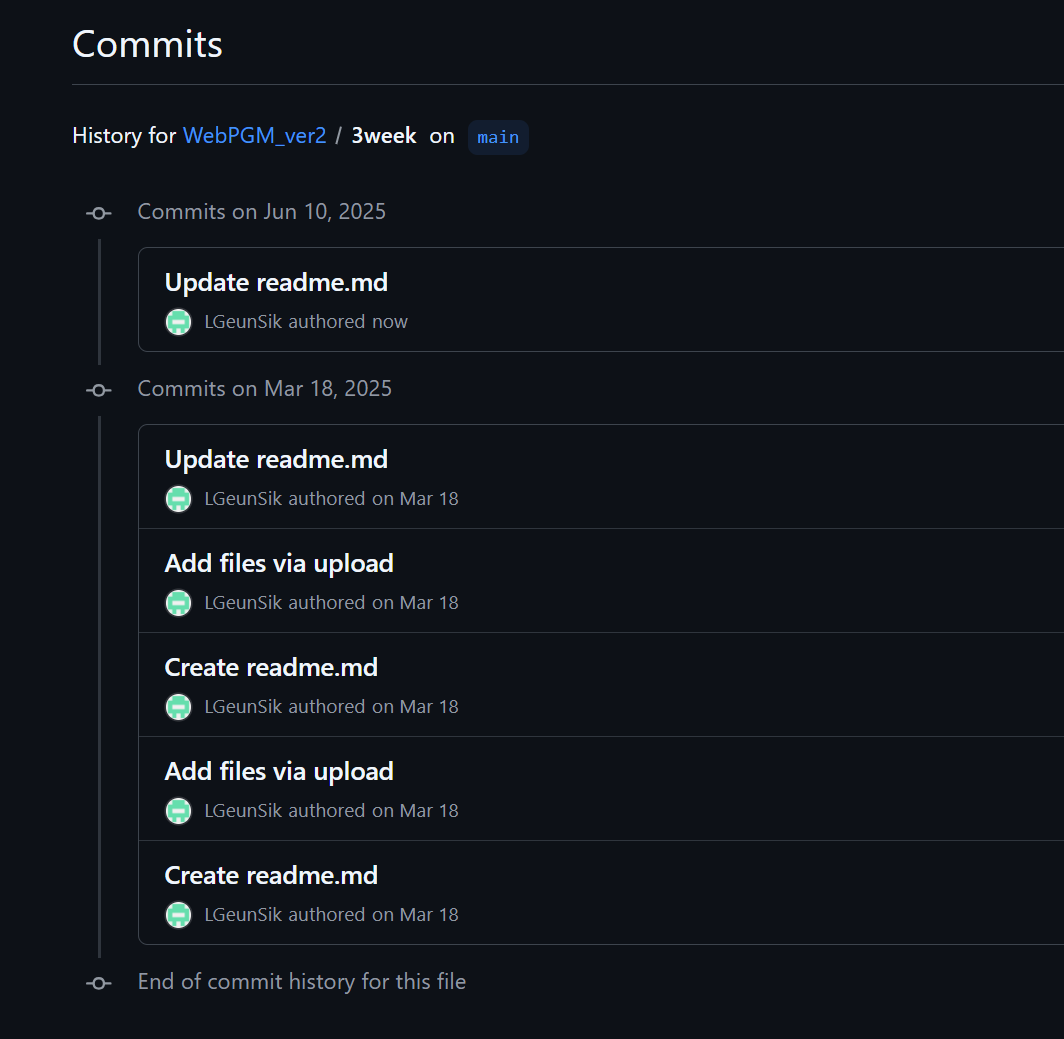 Commits
History for WebPGM_ver2 / 3week on main
Commits on Jun 10, 2025
Update readme.md
LGeunSik authored now
Commits on Mar 18, 2025
Update readme.md
LGeunSik authored on Mar 18
Add files via upload
LGeunSik authored on Mar 18
Create readme.md
LGeunSik authored on Mar 18
Add files via upload
LGeunSik authored on Mar 18
Create readme.md
LGeunSik authored on Mar 18
End of commit history for this file